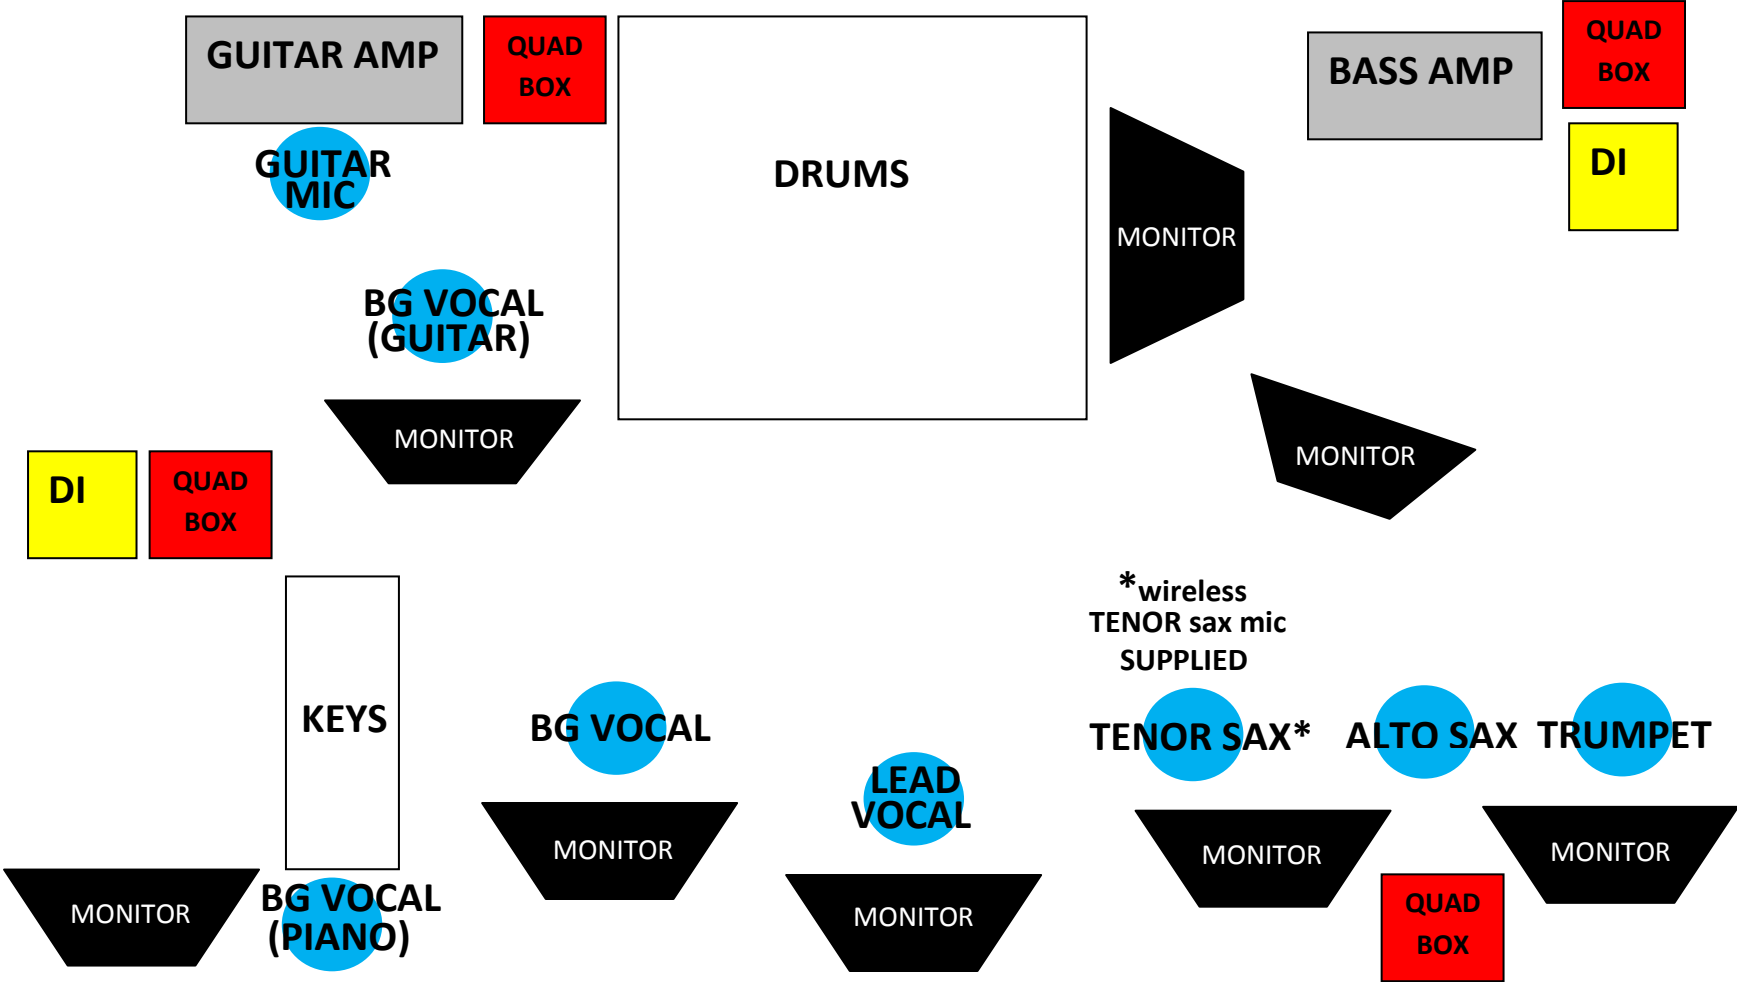 GUITAR AMP
QUAD
BOX
DRUMS
BASS AMP
QUAD
BOX
GUITAR
MIC
DI
MONITOR
BG VOCAL
(GUITAR)
MONITOR
MONITOR
DI
QUAD
BOX
*wireless
TENOR sax mic
SUPPLIED
KEYS
BG VOCAL
LEAD
VOCAL
TENOR SAX*
ALTO SAX
TRUMPET
MONITOR
BG VOCAL
(PIANO)
MONITOR
MONITOR
MONITOR
MONITOR
QUAD
BOX